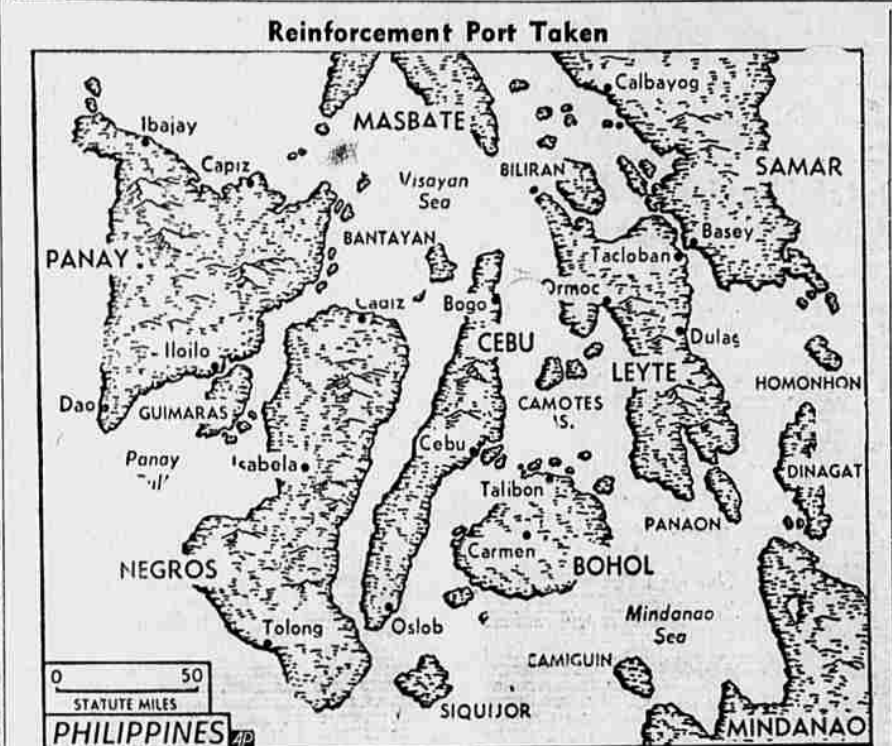 Reinforcement Port Taken
Calbayog
Ibajay
MASBATE
Capiz
BILIRAN
SAMAR
Visayan
Sea
BANTAYAN
Basey
PANAY
Tacloban
Cadiz
Bogo
Ormoc
CEBU
Dulag
Iloilo
LEYTE
HOMONHON
Dao
GUIMARAS
CAMOTES
IS.
Cebu
Panay
Isabela
DINAGAT
Talibon
PANAON
Carmen
NEGROS
BOHOL
Mindanao
Sea
Tolong
Oslob
CAMIGUIN
0 50
STATUTE MILES
SIQUIJOR
MINDANAO
PHILIPPINES AP